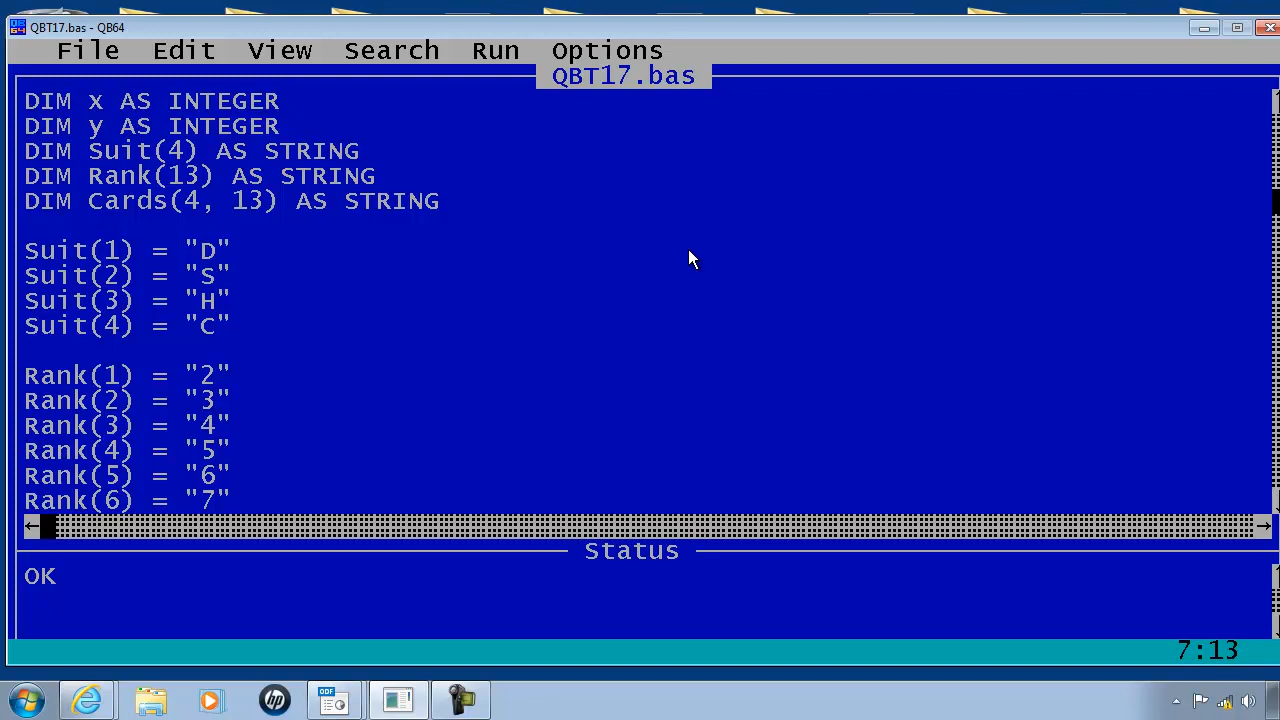 QBT17.bas - QB64
File Edit View Search Run Options
QBT17.bas
DIM x AS INTEGER
DIM y AS INTEGER
DIM Suit(4) AS STRING
DIM Rank(13) AS STRING
DIM Cards(4, 13) AS STRING
Suit(1) = "D"
Suit(2) = "S"
Suit(3) = "H"
Suit(4) = "C"
Rank(1) = "2"
Rank(2) = "3"
Rank(3) = "4"
Rank(4) = "5"
Rank(5) = "6"
Rank(6) = "7"
Status
OK
7:13
ODF
hp